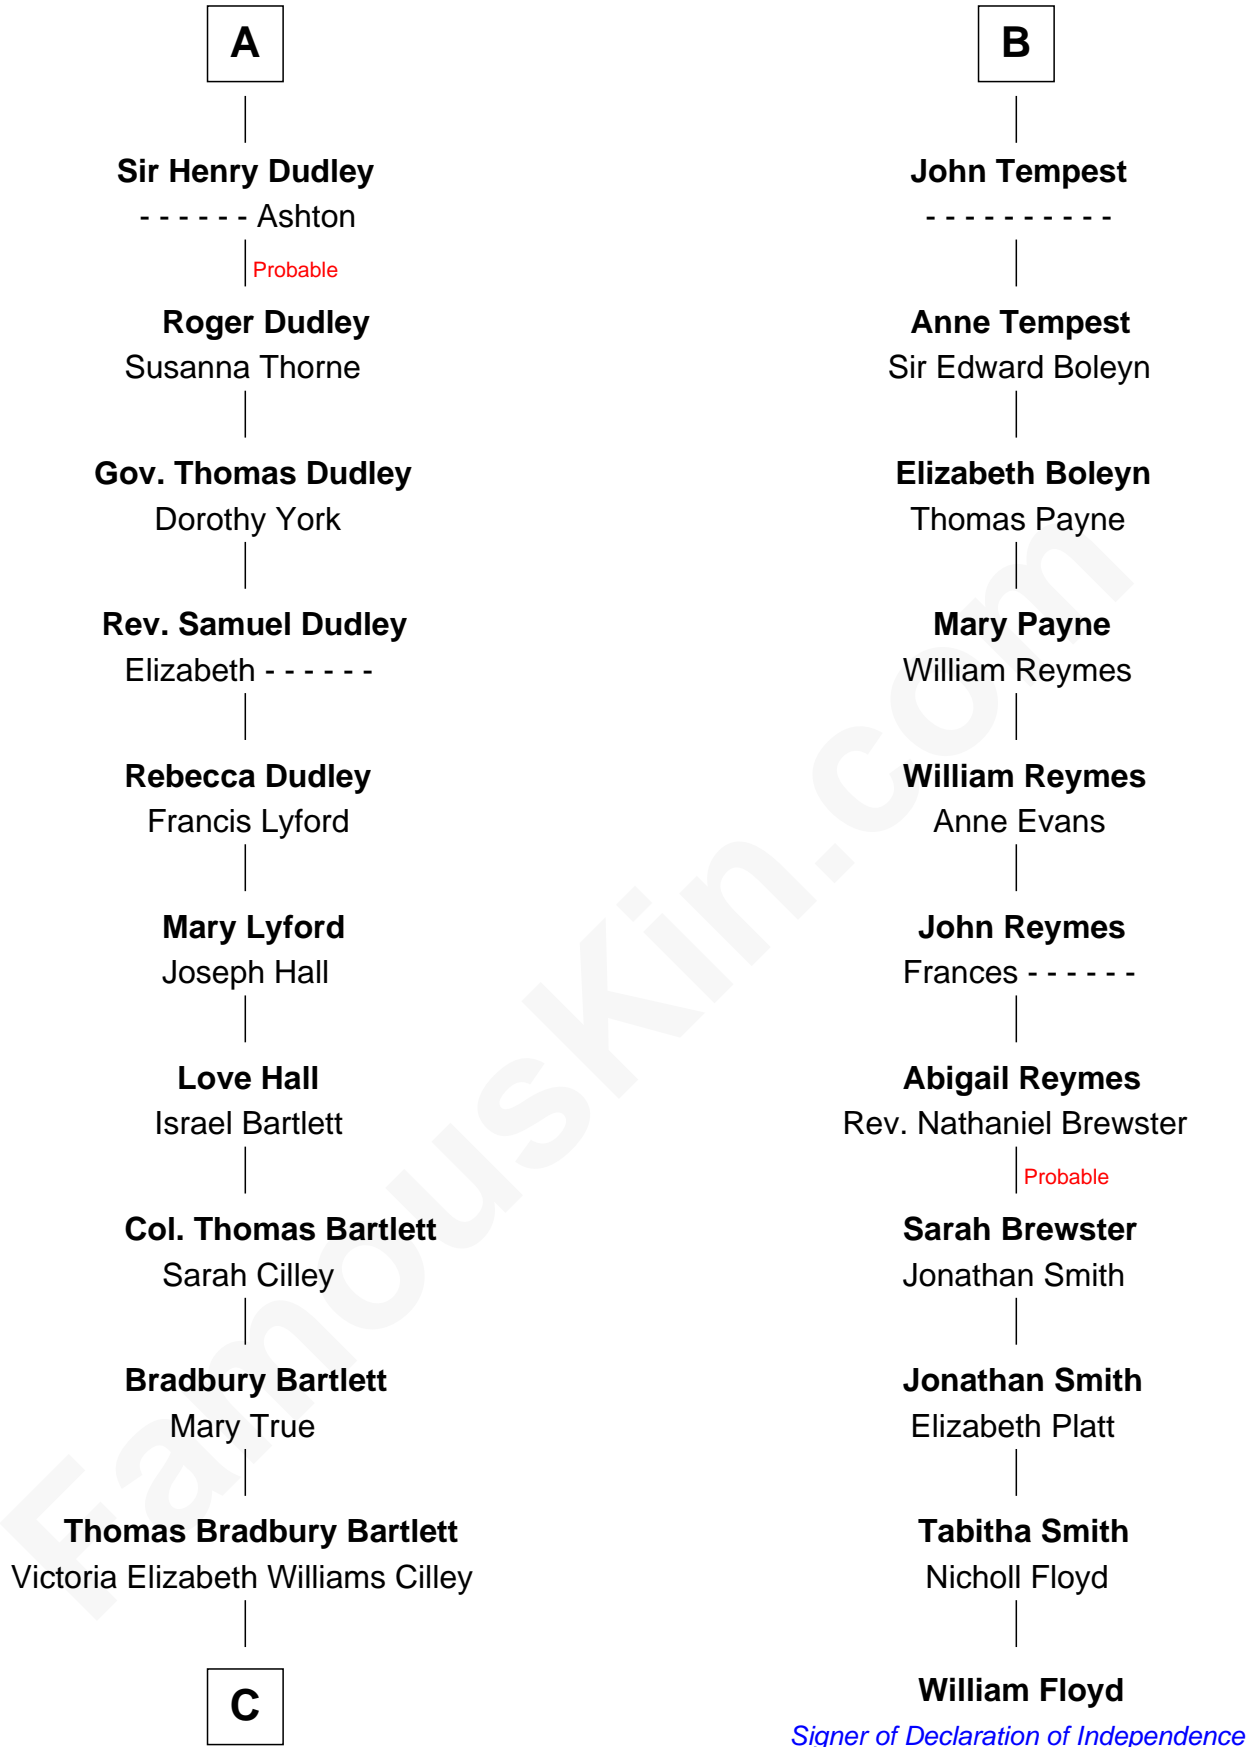 A
Sir Henry Dudley
- - - - - - Ashton
Probable
Roger Dudley
Susanna Thorne
Gov. Thomas Dudley
Dorothy York
Rev. Samuel Dudley
Elizabeth - - - - - -
Rebecca Dudley
Francis Lyford
Mary Lyford
Joseph Hall
Love Hall
Israel Bartlett
Col. Thomas Bartlett
Sarah Cilley
Bradbury Bartlett
Mary True
Thomas Bradbury Bartlett
Victoria Elizabeth Williams Cilley
C
B
John Tempest
- - - - - - - - - -
Anne Tempest
Sir Edward Boleyn
Elizabeth Boleyn
Thomas Payne
Mary Payne
William Reymes
William Reymes
Anne Evans
John Reymes
Frances - - - - - -
Abigail Reymes
Rev. Nathaniel Brewster
Probable
Sarah Brewster
Jonathan Smith
Jonathan Smith
Elizabeth Platt
Tabitha Smith
Nicholl Floyd
William Floyd
Signer of Declaration of Independence
FamousKin.com